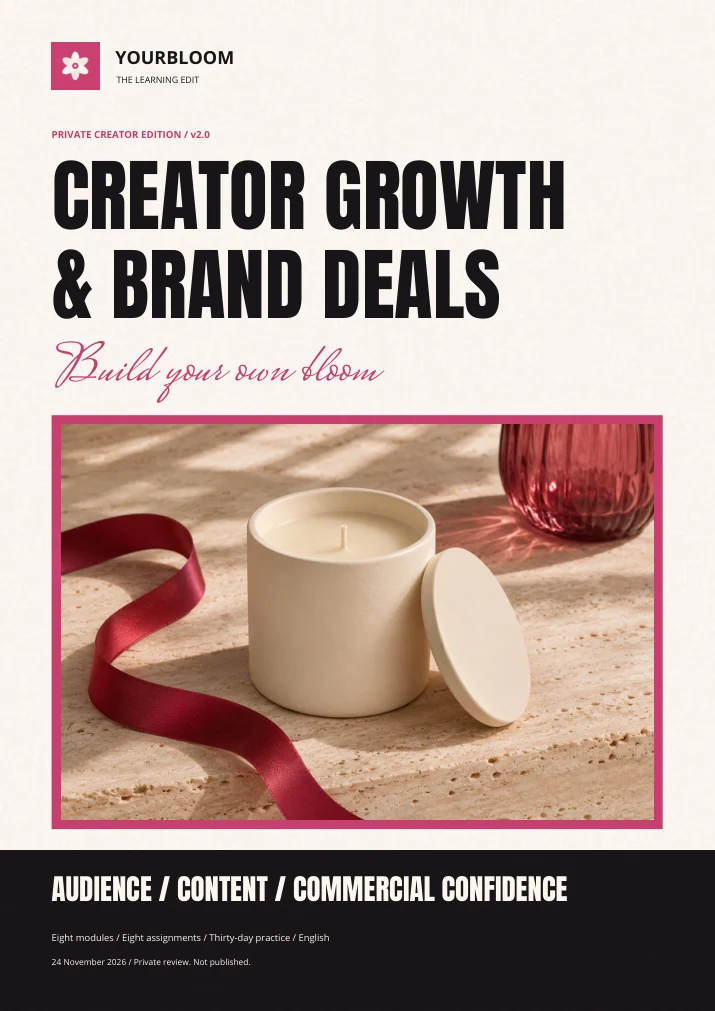 YOURBLOOM
THE LEARNING EDIT
PRIVATE CREATOR EDITION / v2.0
CREATOR GROWTH
& BRAND DEALS
Build your own bloom
AUDIENCE / CONTENT / COMMERCIAL CONFIDENCE
Eight modules / Eight assignments / Thirty-day practice / English
24 November 2026 / Private review. Not published.